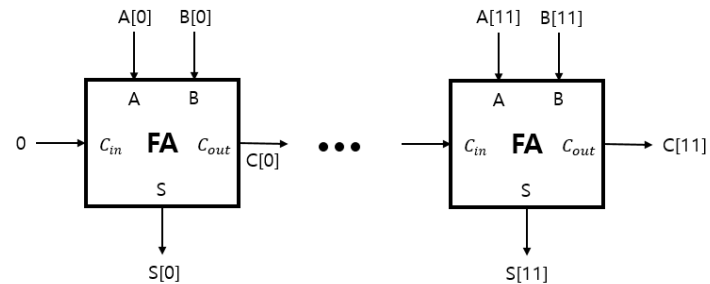 A[0] B[0] A[11] B[11]
A B A B
0 C_in FA C_out C[0] ••• C_in FA C_out C[11]
S S
S[0] S[11]